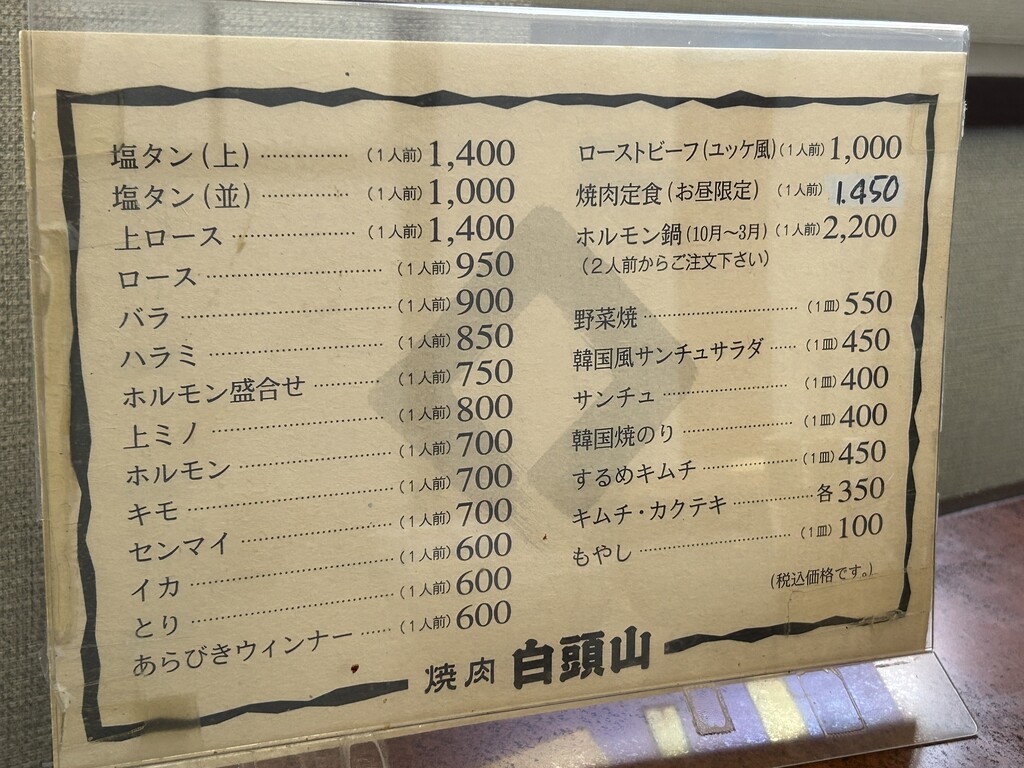 塩タン(上) ……………(1人前)1,400
塩タン(並) ……………(1人前)1,000
上ロース ……………(1人前)1,400
ロース ……………(1人前)950
バラ ……………(1人前)900
ハラミ ……………(1人前)850
ホルモン盛合せ ……………(1人前)750
上ミノ ……………(1人前)800
ホルモン ……………(1人前)700
キモ ……………(1人前)700
センマイ ……………(1人前)700
イカ ……………(1人前)600
とり ……………(1人前)600
あらびきウィンナー ……(1人前)600
ローストビーフ(ユッケ風)(1人前)1,000
焼肉定食(お昼限定) (1人前)1.450
ホルモン鍋(10月〜3月)(1人前)2,200
(2人前からご注文下さい)
野菜焼 ……………(1皿)550
韓国風サンチュサラダ ……(1皿)450
サンチュ ……………(1皿)400
韓国焼のり ……………(1皿)400
するめキムチ ……………(1皿)450
キムチ・カクテキ ……………各350
もやし ……………(1皿)100
(税込価格です。)
焼肉 白頭山